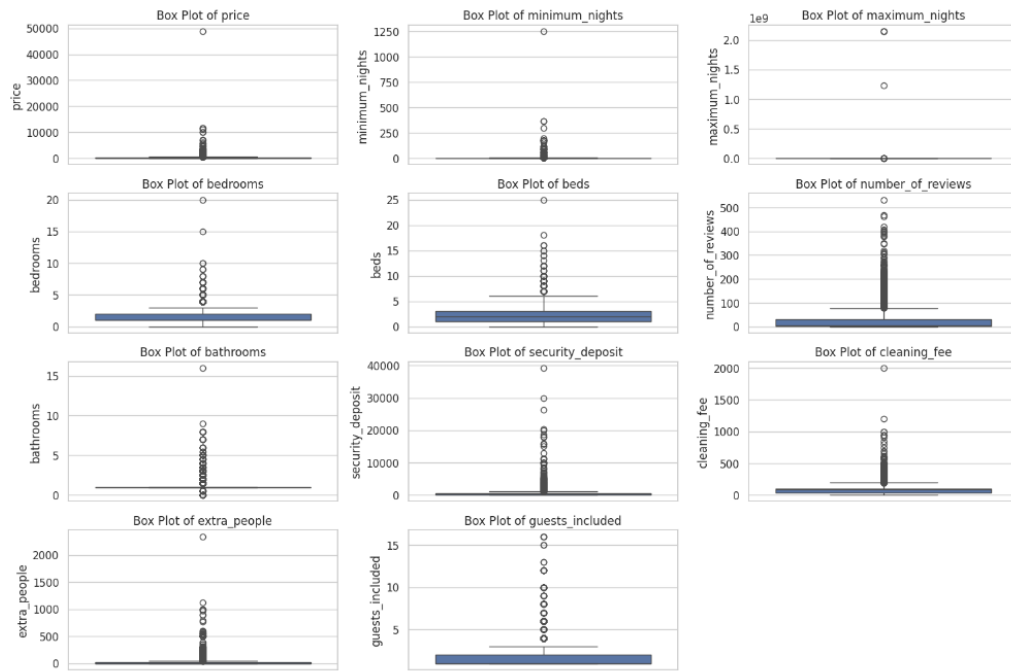 Box Plot of price
50000
40000
30000
20000
10000
0
price
Box Plot of minimum_nights
1250
1000
750
500
250
0
minimum_nights
Box Plot of maximum_nights
1e9
2.0
1.5
1.0
0.5
0.0
maximum_nights
Box Plot of bedrooms
20
15
10
5
0
bedrooms
Box Plot of beds
25
20
15
10
5
0
beds
Box Plot of number_of_reviews
500
400
300
200
100
0
number_of_reviews
Box Plot of bathrooms
15
10
5
0
bathrooms
Box Plot of security_deposit
40000
30000
20000
10000
0
security_deposit
Box Plot of cleaning_fee
2000
1500
1000
500
0
cleaning_fee
Box Plot of extra_people
2000
1500
1000
500
0
extra_people
Box Plot of guests_included
15
10
5
guests_included